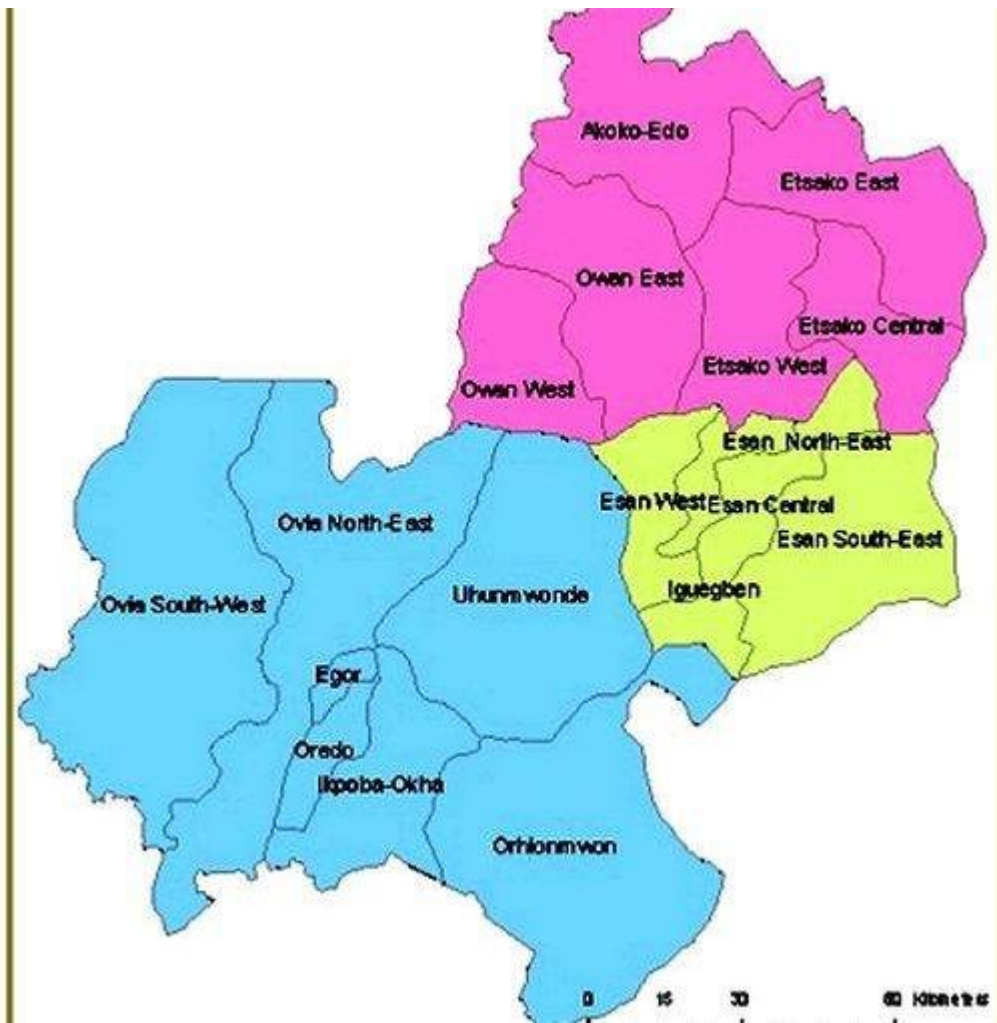 Akoko-Edo
Etsako East
Owan East
Etsako Central
Etsako West
Owan West
Esan North-East
Esan West
Esan Central
Ovia North-East
Esan South-East
Iguegben
Uhunmwonde
Ovia South-West
Egor
Oredo
Ikpoba-Okha
Orhionmwon
0 15 30 60 Kilometers